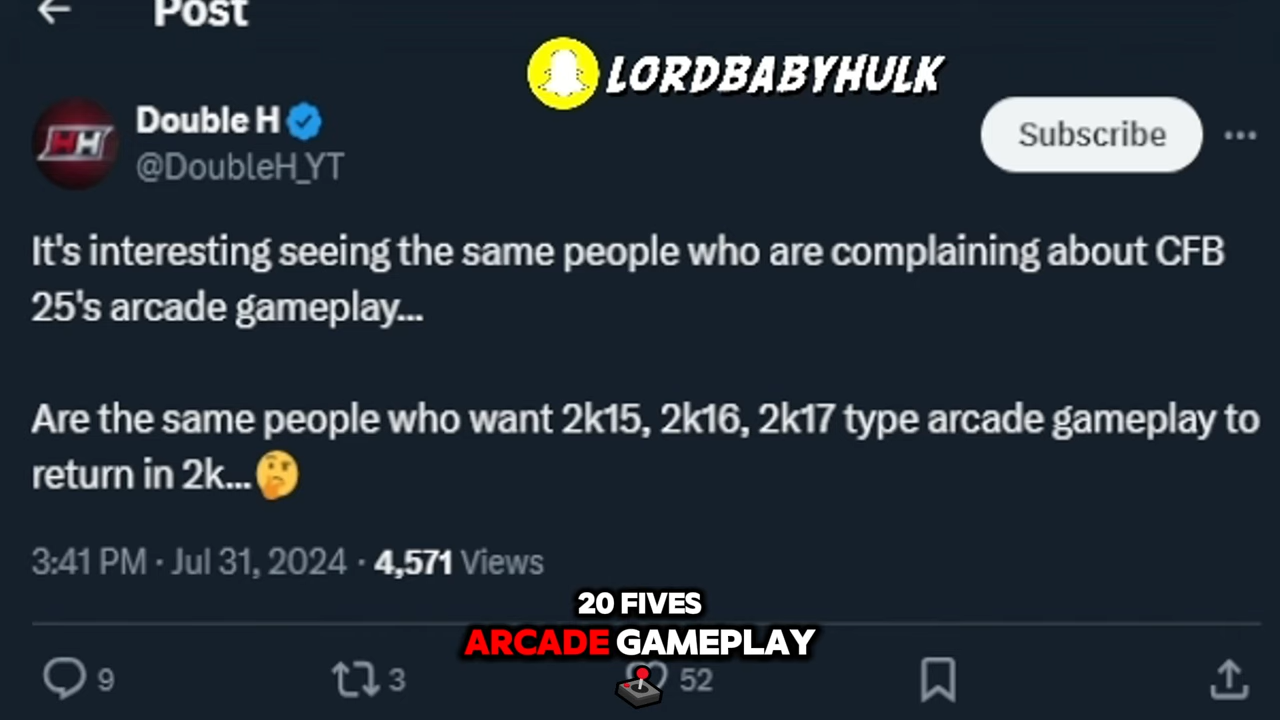 Post
LORDBABYHULK
HH
Double H
@DoubleH_YT
Subscribe
It's interesting seeing the same people who are complaining about CFB
25's arcade gameplay...
Are the same people who want 2k15, 2k16, 2k17 type arcade gameplay to
return in 2k...🤔
3:41 PM · Jul 31, 2024 · 4,571 Views
20 FIVES
ARCADE GAMEPLAY
9
3
52